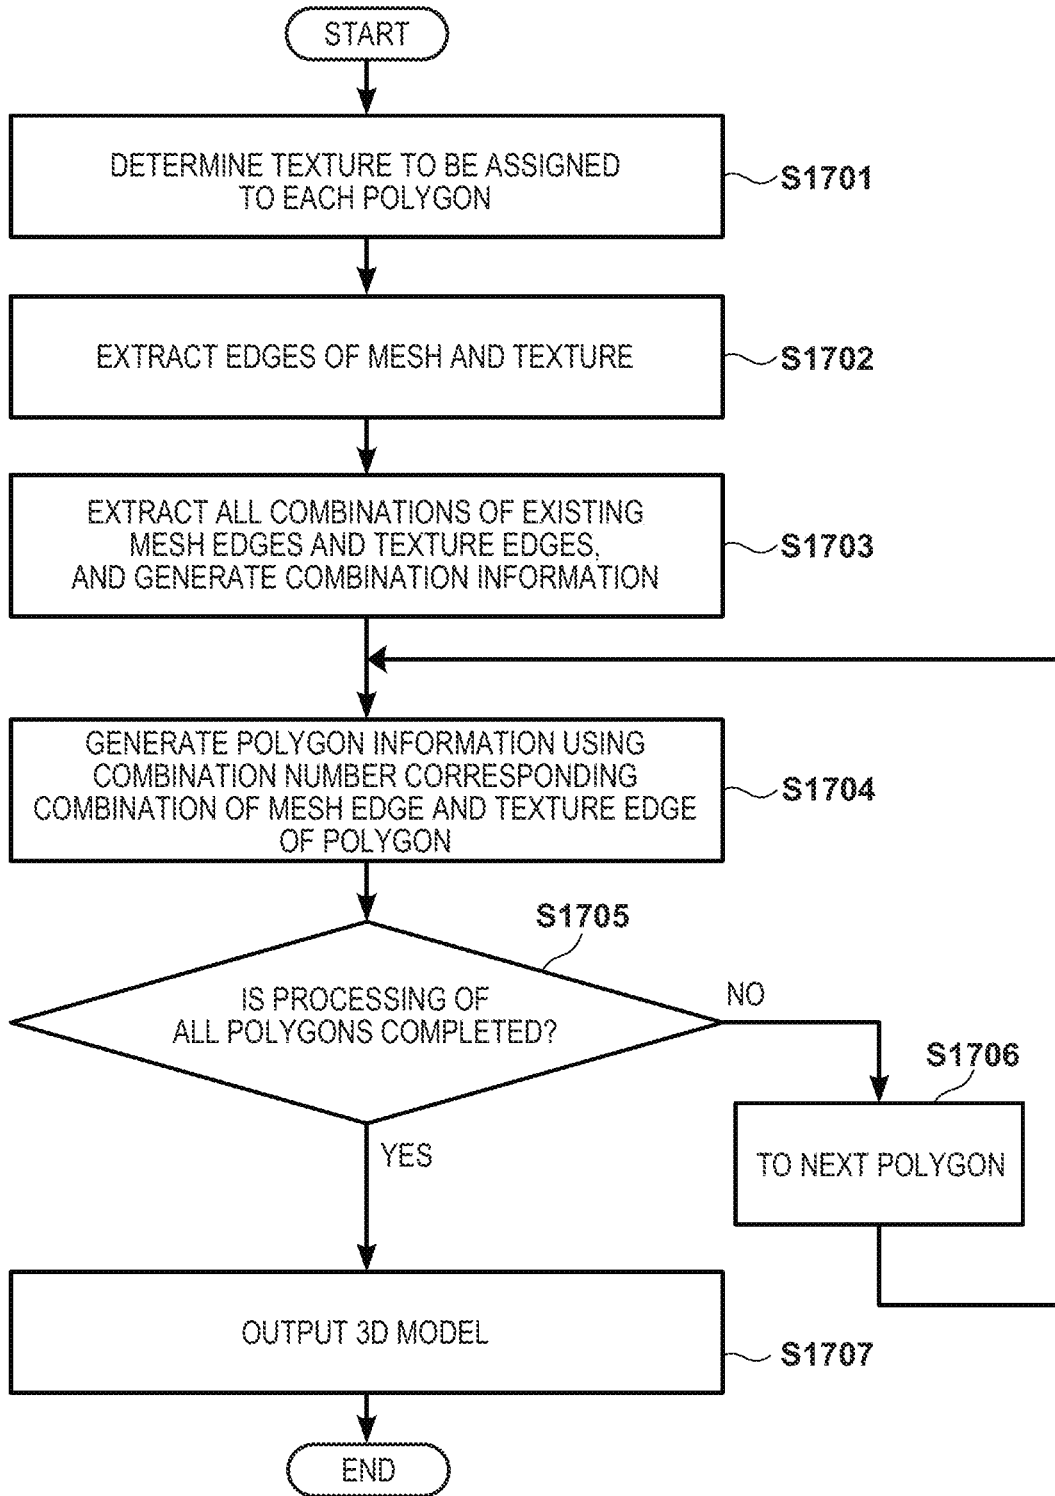 START
DETERMINE TEXTURE TO BE ASSIGNED
TO EACH POLYGON
S1701
EXTRACT EDGES OF MESH AND TEXTURE
S1702
EXTRACT ALL COMBINATIONS OF EXISTING
MESH EDGES AND TEXTURE EDGES,
AND GENERATE COMBINATION INFORMATION
S1703
GENERATE POLYGON INFORMATION USING
COMBINATION NUMBER CORRESPONDING
COMBINATION OF MESH EDGE AND TEXTURE EDGE
OF POLYGON
S1704
S1705
IS PROCESSING OF
ALL POLYGONS COMPLETED?
NO
S1706
TO NEXT POLYGON
YES
OUTPUT 3D MODEL
S1707
END